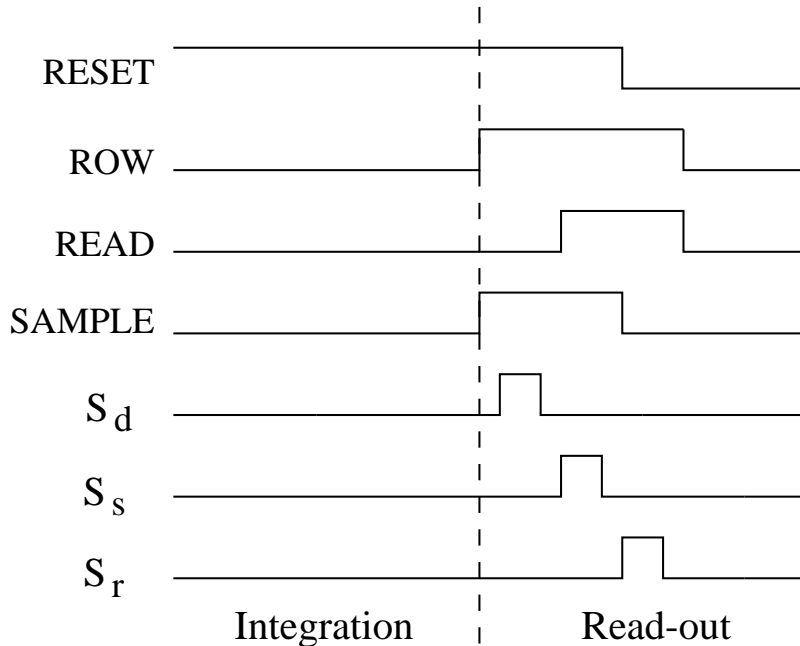 RESET
ROW
READ
SAMPLE
S d
S s
S r
Integration Read-out